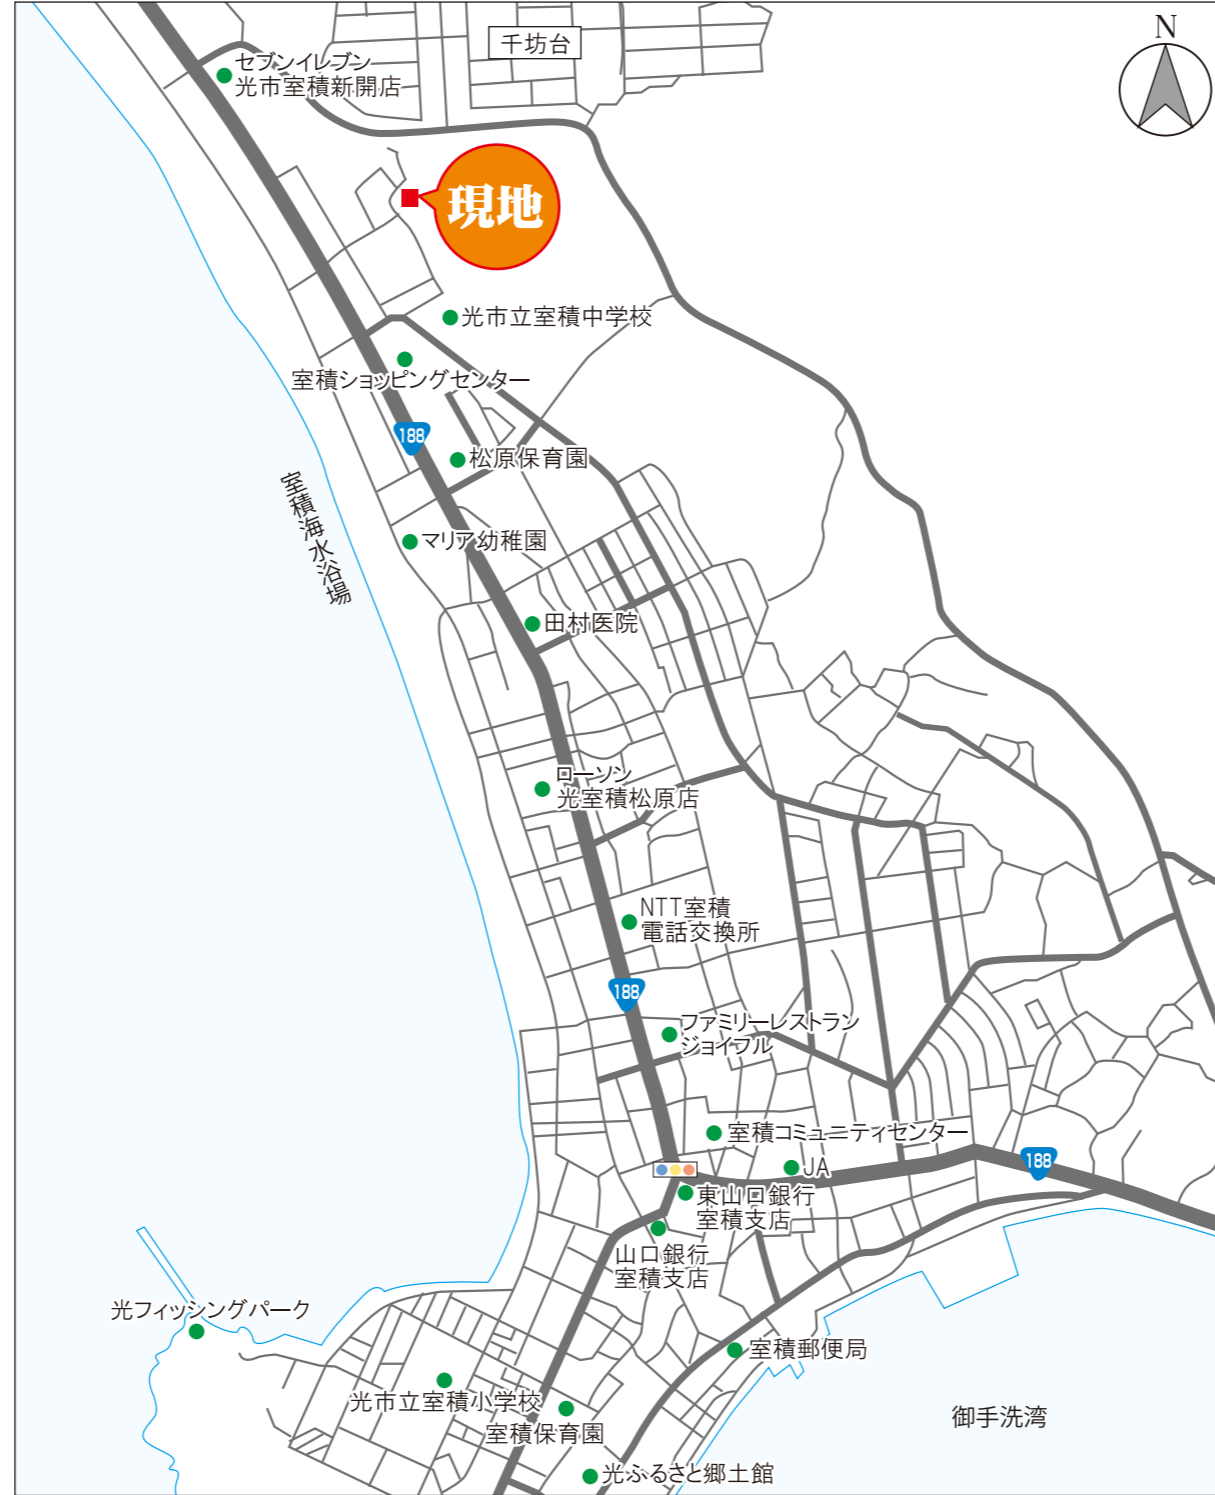 N
千坊台
セブンイレブン
光市室積新開店
現地
光市立室積中学校
室積ショッピングセンター
188
松原保育園
室積海水浴場
マリア幼稚園
田村医院
ローソン
光室積松原店
NTT室積
電話交換所
188
ファミリーレストラン
ジョイフル
室積コミュニティセンター
JA
188
東山口銀行
室積支店
山口銀行
室積支店
光フィッシングパーク
室積郵便局
光市立室積小学校
室積保育園
御手洗湾
光ふるさと郷土館